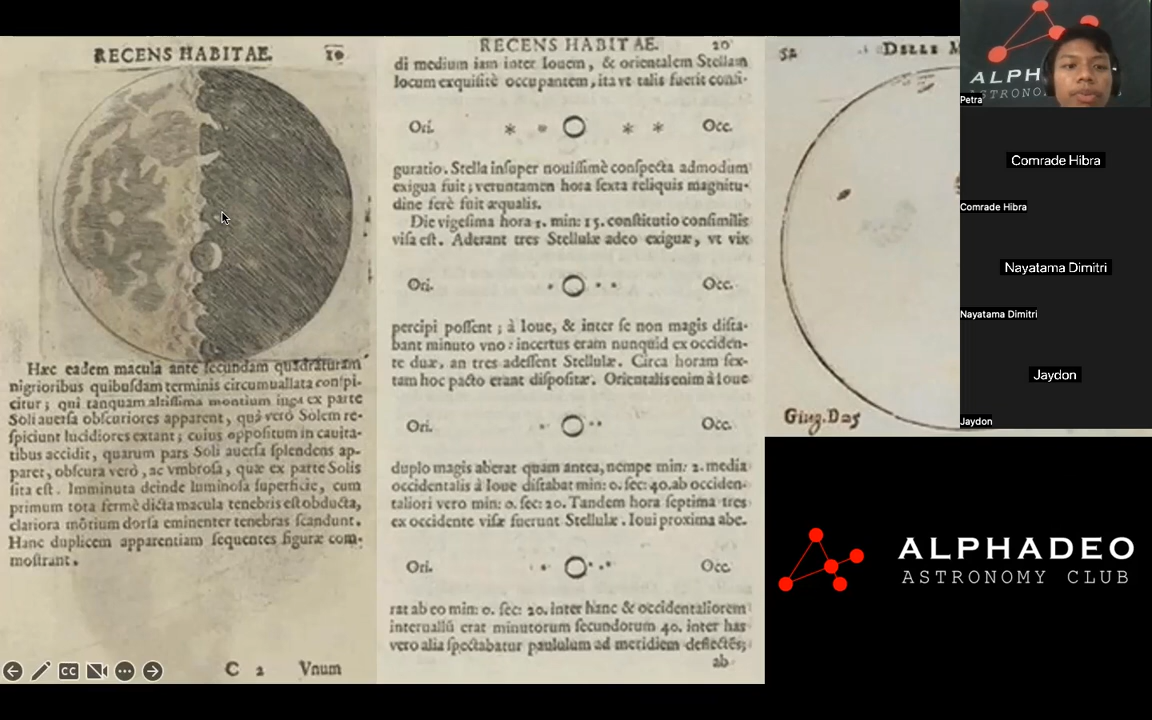 RECENS HABITAE. 10
Hæc eadem macula ante ſecundam quadraturam
nigrioribus quibuſdam terminis circumuallata conſpi-
citur; qui tanquam altiſſima montium iuga ex parte
Soli auerſa obſcuriores apparent, quà verò Solem re-
ſpiciunt lucidiores extant; cuius oppoſitum in cauita-
tibus accidit, quarum pars Soli auerſa ſplendens ap-
paret, obſcura verò, ac vmbroſa, quæ ex parte Solis
ſita eſt. Imminuta deinde luminoſa ſuperficie, cum
primum tota fermè dicta macula tenebris eſt obducta,
clariora mõtium dorſa eminenter tenebras ſcandunt.
Hanc duplicem apparentiam ſequentes figuræ com-
moſtrant.
C 2 Vnum
RECENS HABITAE. 20
di medium iam inter Iouem, & orientalem Stellam
locum exquiſitè occupantem, ita vt talis fuerit confi-
Ori. * * * * Occ.
guratio. Stella inſuper nouiſſimè conſpecta admodum
exigua fuit; veruntamen hora ſexta reliquis magnitu-
dine ferè fuit æqualis.
Die vigeſima hora 1. min: 15. conſtitutio conſimilis
viſa eſt. Aderant tres Stellulæ adeo exiguæ, vt vix
Ori. Occ.
percipi poſſent; à Ioue, & inter ſe non magis diſta-
bant minuto vno: incertus eram nunquid ex occiden-
te duæ, an tres adeſſent Stellulæ. Circa horam ſex-
tam hoc pacto erant diſpoſitæ. Orientalis enim à Ioue
Ori. Occ.
duplo magis aberat quam antea, nempe min: 2. media
occidentalis à Ioue diſtabat min: 0. ſec: 40. ab occiden-
taliori vero min: 0. ſec: 20. Tandem hora ſeptima tres
ex occidente viſæ fuerunt Stellulæ. Ioui proxima abe-
Ori. Occ.
rat ab eo min: 0. ſec: 20. inter hanc & occidentaliorem
interuallũ erat minutorum ſecundorum 40. inter has
vero alia ſpectabatur paululum ad meridiem deflectẽs;
ab
52 DELLE M
Giug. D
ALPH
ASTRONO
Petra
Comrade Hibra
Comrade Hibra
Nayatama Dimitri
Nayatama Dimitri
Jaydon
Jaydon
ALPHADEO
ASTRONOMY CLUB
CC